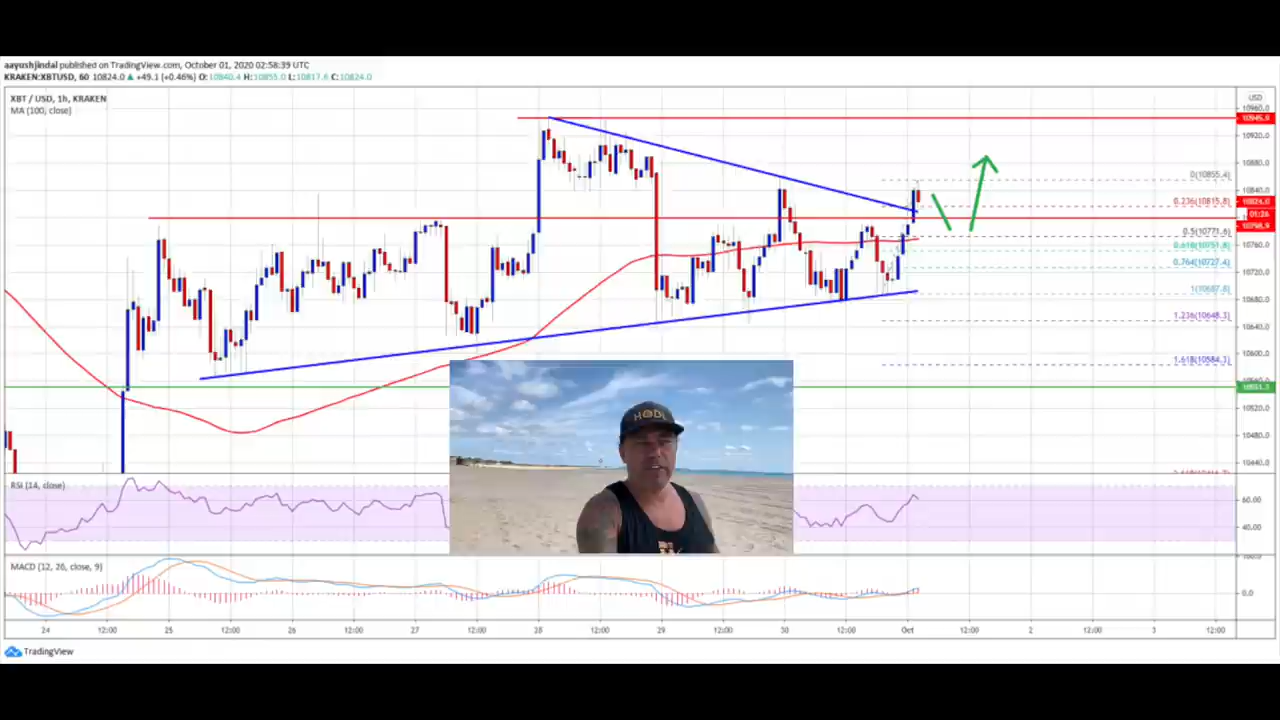 aayushjindal published on TradingView.com, October 01, 2020 02:58:39 UTC
KRAKEN:XBTUSD, 60 10824.0 ▲ +49.1 (+0.46%) O: 10840.4 H: 10855.0 L: 10817.6 C: 10824.0
XBT / USD, 1h, KRAKEN
MA (100, close)
USD
10960.0
10945.9
10920.0
10880.0
0(10855.4)
10840.0
0.236(10815.8)
10824.0
01:26
10798.9
0.5(10771.6)
10760.0
0.618(10751.8)
0.764(10727.4)
10720.0
1(10687.8)
10680.0
1.236(10648.3)
10640.0
10600.0
1.618(10584.3)
10520.0
10480.0
10440.0
HODL
RSI (14, close)
60.00
40.00
MACD (12, 26, close, 9)
100.0
0.0
24 12:00 25 12:00 26 12:00 27 12:00 28 12:00 29 12:00 30 12:00 Oct 12:00 2 12:00 3 12:00
TradingView